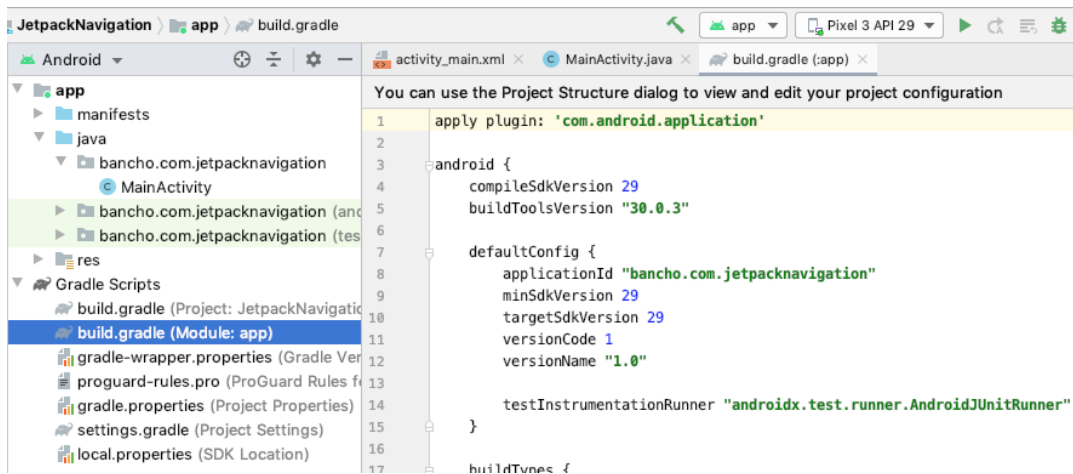 JetpackNavigation app build.gradle app Pixel 3 API 29
Android activity_main.xml MainActivity.java build.gradle (:app)
app
manifests
java
bancho.com.jetpacknavigation
MainActivity
bancho.com.jetpacknavigation (and
bancho.com.jetpacknavigation (tes
res
Gradle Scripts
build.gradle (Project: JetpackNavigatio
build.gradle (Module: app)
gradle-wrapper.properties (Gradle Ver
proguard-rules.pro (ProGuard Rules f
gradle.properties (Project Properties)
settings.gradle (Project Settings)
local.properties (SDK Location)
You can use the Project Structure dialog to view and edit your project configuration
1 apply plugin: 'com.android.application'
2
3 android {
4 compileSdkVersion 29
5 buildToolsVersion "30.0.3"
6
7 defaultConfig {
8 applicationId "bancho.com.jetpacknavigation"
9 minSdkVersion 29
10 targetSdkVersion 29
11 versionCode 1
12 versionName "1.0"
13
14 testInstrumentationRunner "androidx.test.runner.AndroidJUnitRunner"
15 }
16
17 buildTypes {